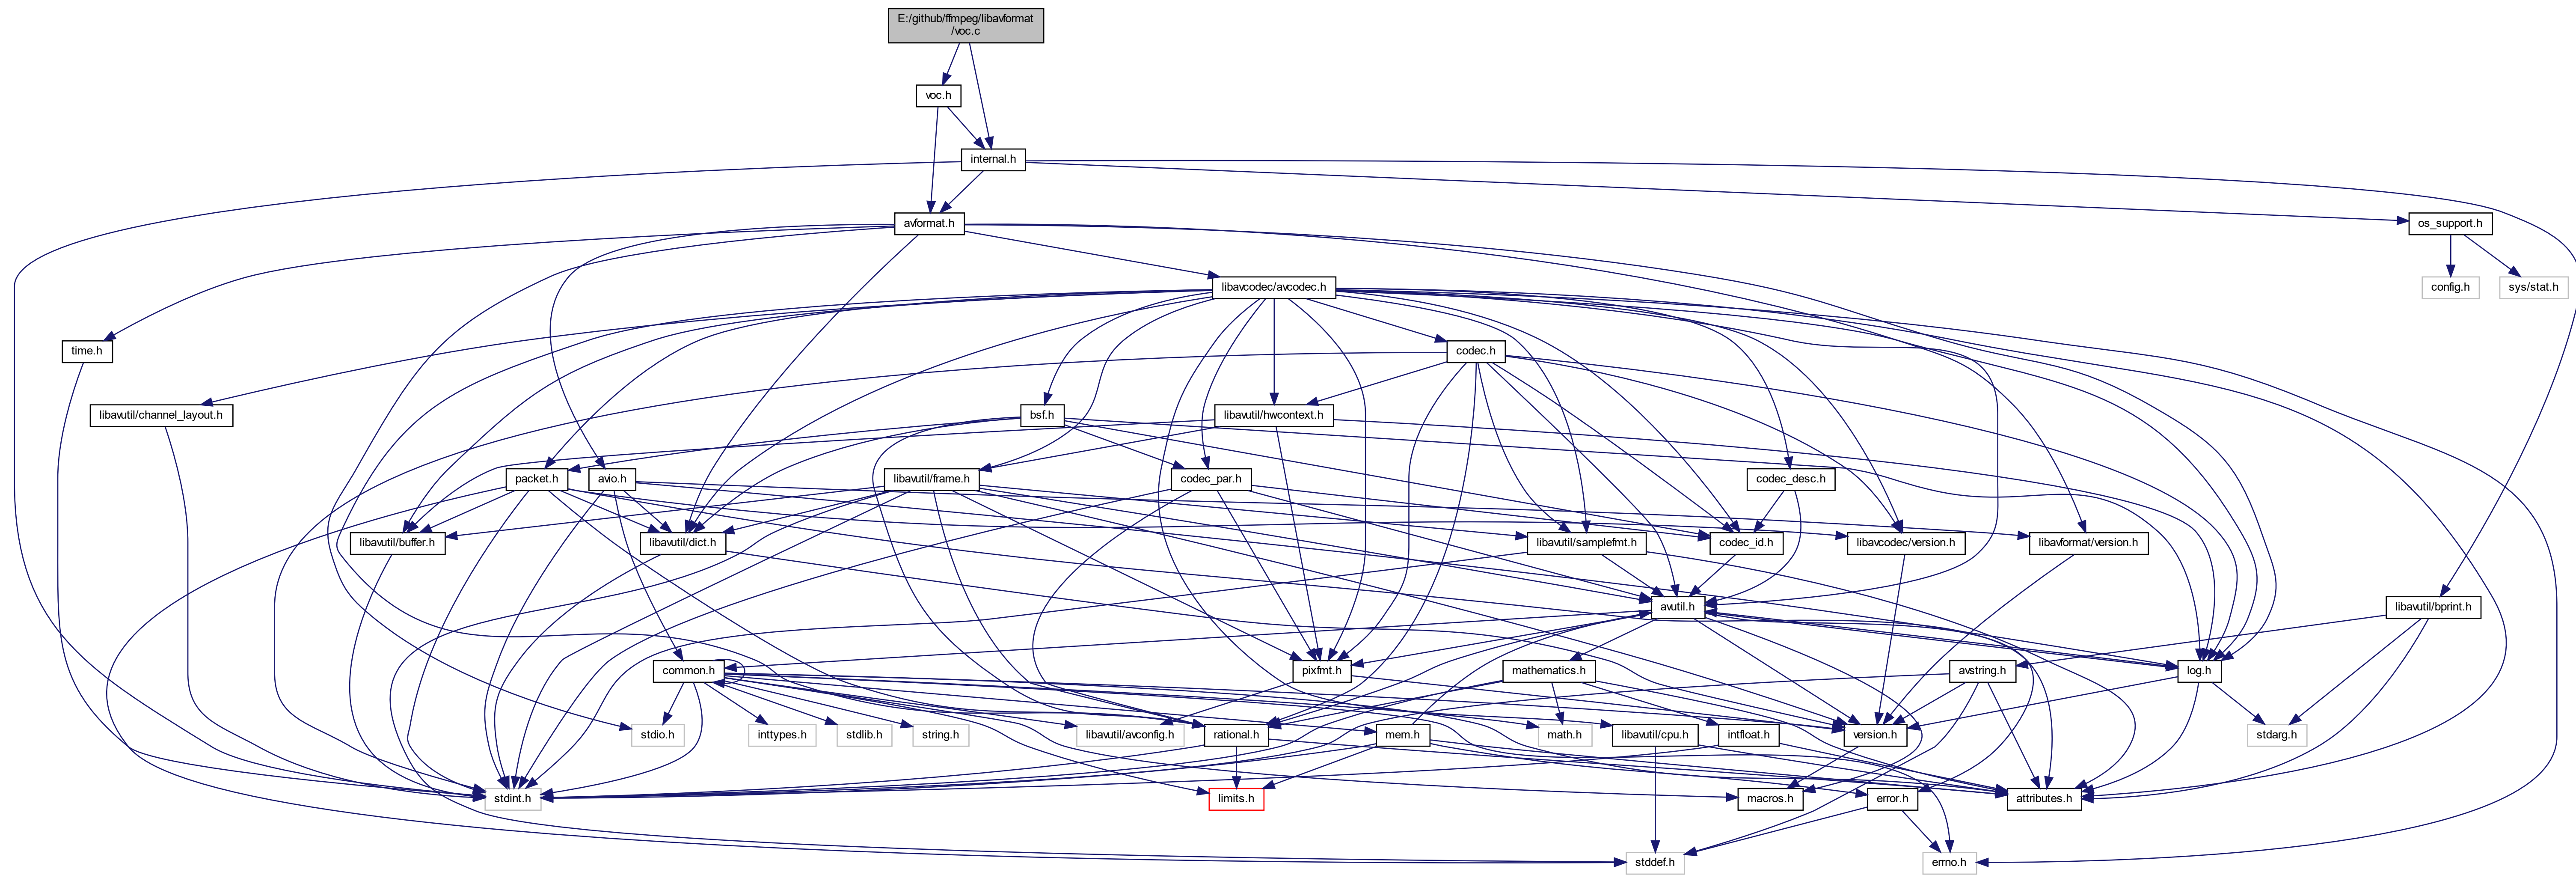 E:/github/ffmpeg/libavformat
/voc.c
voc.h
internal.h
avformat.h
os_support.h
libavcodec/avcodec.h
config.h
sys/stat.h
time.h
codec.h
libavutil/channel_layout.h
bsf.h
libavutil/hwcontext.h
packet.h
avio.h
libavutil/frame.h
codec_par.h
codec_desc.h
libavutil/buffer.h
libavutil/dict.h
libavutil/samplefmt.h
codec_id.h
libavcodec/version.h
libavformat/version.h
avutil.h
libavutil/bprint.h
common.h
pixfmt.h
mathematics.h
avstring.h
log.h
stdio.h
inttypes.h
stdlib.h
string.h
libavutil/avconfig.h
rational.h
mem.h
math.h
libavutil/cpu.h
intfloat.h
version.h
stdarg.h
stdint.h
limits.h
macros.h
error.h
attributes.h
stddef.h
errno.h